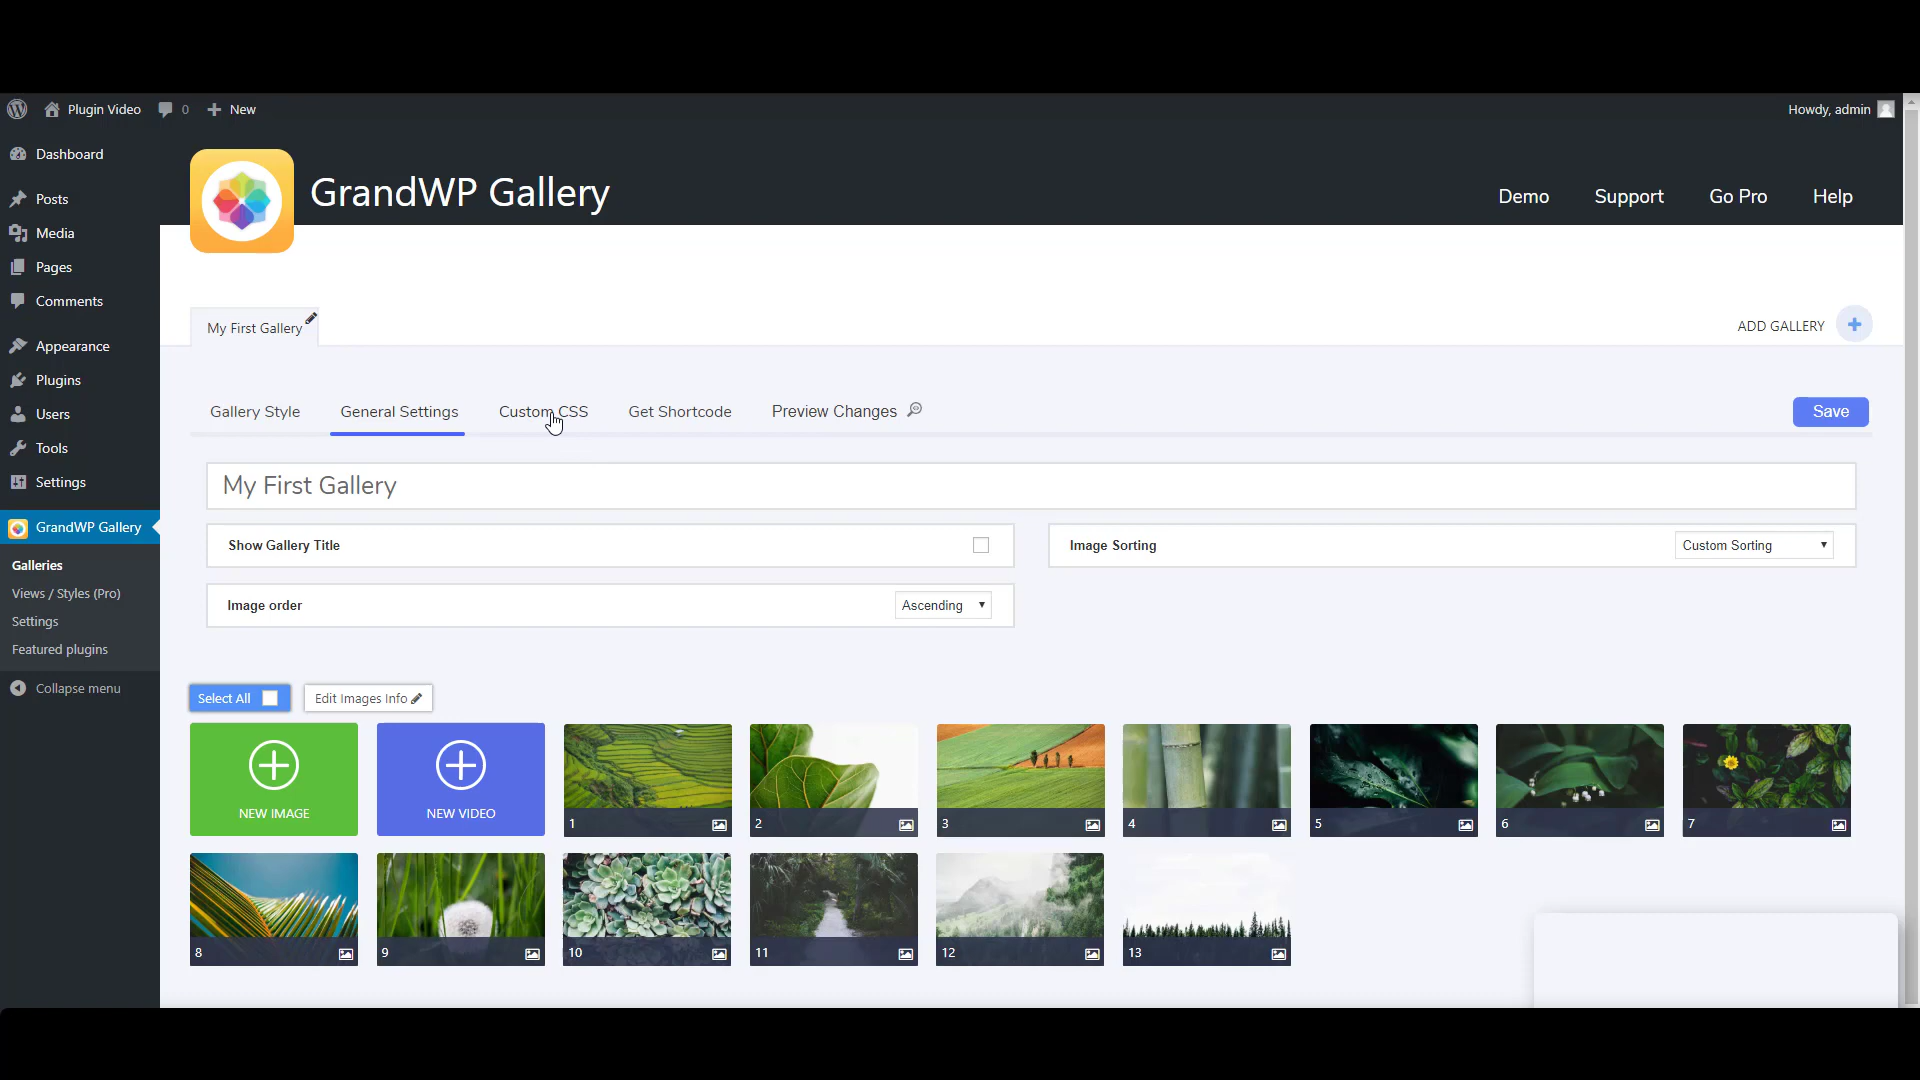 Plugin Video 0 New Howdy, admin
Dashboard
Posts
Media
Pages
Comments
Appearance
Plugins
Users
Tools
Settings
GrandWP Gallery
Galleries
Views / Styles (Pro)
Settings
Featured plugins
Collapse menu
GrandWP Gallery
Demo Support Go Pro Help
My First Gallery
ADD GALLERY
Gallery Style General Settings Custom CSS Get Shortcode Preview Changes Save
My First Gallery
Show Gallery Title
Image Sorting Custom Sorting
Image order Ascending
Select All Edit Images Info
NEW IMAGE NEW VIDEO
1 2 3 4 5 6 7
8 9 10 11 12 13